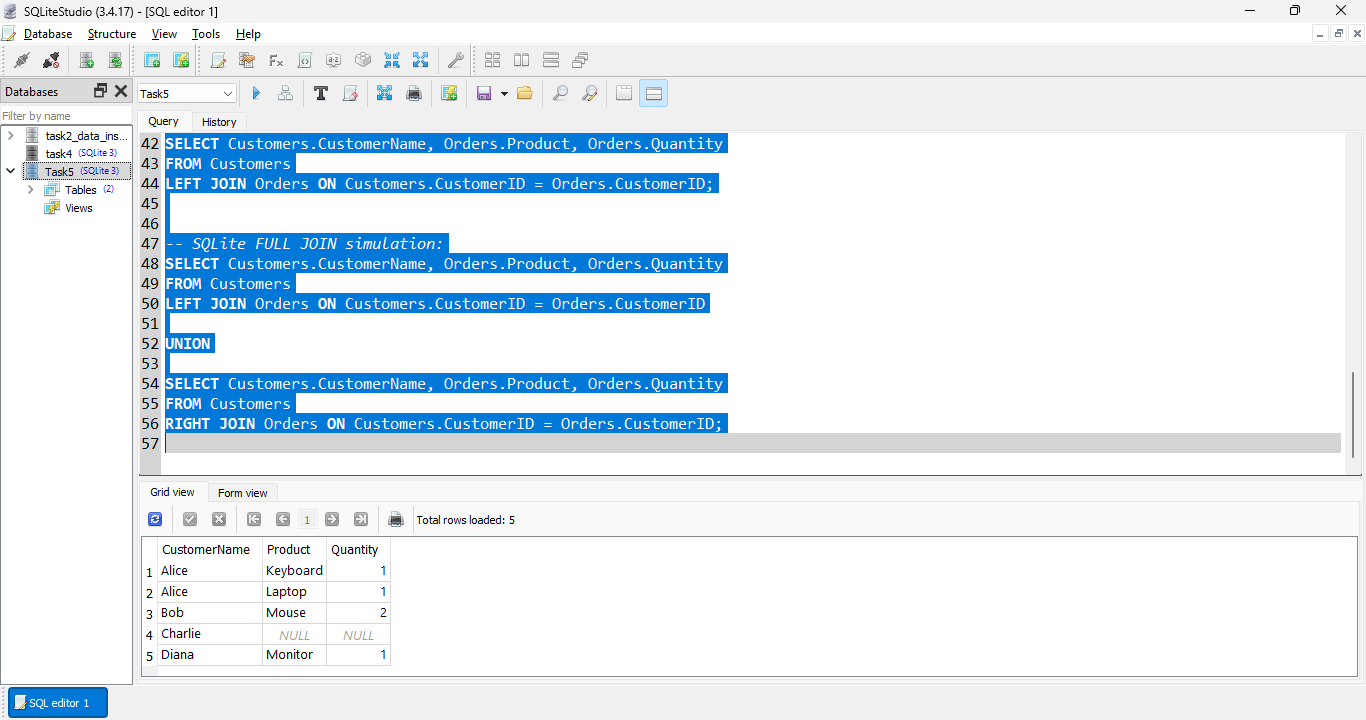 SQLiteStudio (3.4.17) - [SQL editor 1]
Database Structure View Tools Help
Databases
Task5
Filter by name
Query History
task2_data_ins...
task4 (SQLite 3)
Task5 (SQLite 3)
Tables (2)
Views
42 SELECT Customers.CustomerName, Orders.Product, Orders.Quantity
43 FROM Customers
44 LEFT JOIN Orders ON Customers.CustomerID = Orders.CustomerID;
45
46
47 -- SQLite FULL JOIN simulation:
48 SELECT Customers.CustomerName, Orders.Product, Orders.Quantity
49 FROM Customers
50 LEFT JOIN Orders ON Customers.CustomerID = Orders.CustomerID
51
52 UNION
53
54 SELECT Customers.CustomerName, Orders.Product, Orders.Quantity
55 FROM Customers
56 RIGHT JOIN Orders ON Customers.CustomerID = Orders.CustomerID;
57
Grid view Form view
1 Total rows loaded: 5
CustomerName Product Quantity
1 Alice Keyboard 1
2 Alice Laptop 1
3 Bob Mouse 2
4 Charlie NULL NULL
5 Diana Monitor 1
SQL editor 1